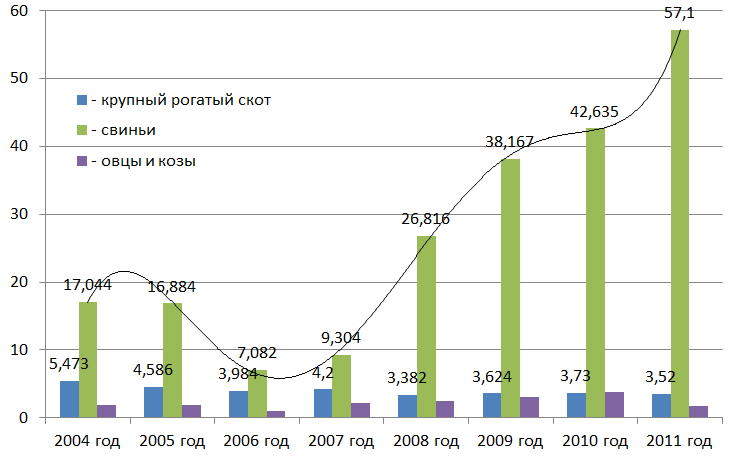 60
50
40
30
20
10
0
- крупный рогатый скот
- свиньи
- овцы и козы
5,473
17,044
4,586
16,884
3,984
7,082
4,2
9,304
3,382
26,816
3,624
38,167
3,73
42,635
3,52
57,1
2004 год
2005 год
2006 год
2007 год
2008 год
2009 год
2010 год
2011 год